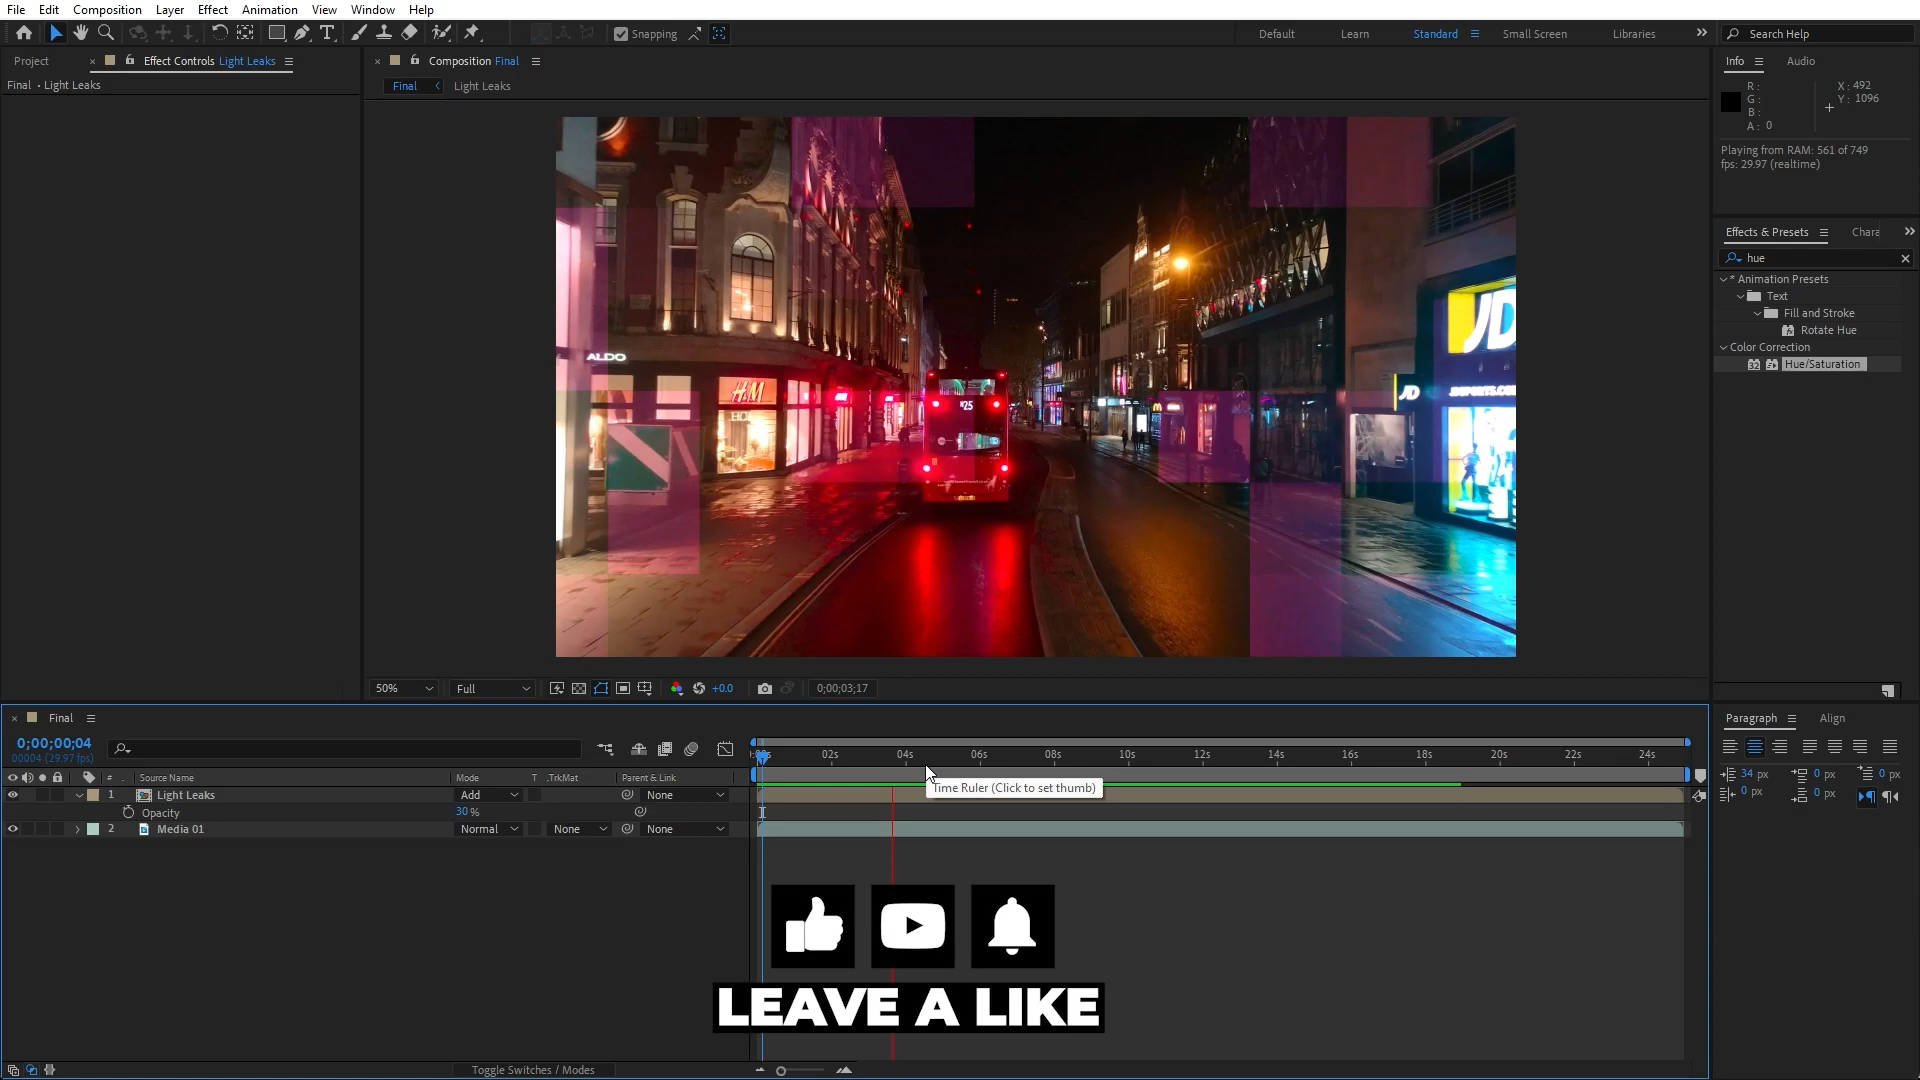 File Edit Composition Layer Effect Animation View Window Help
Snapping
Default Learn Standard Small Screen Libraries
Search Help
Project
Effect Controls Light Leaks
Final • Light Leaks
Composition Final
Final Light Leaks
ALDO
H&M
#25
JD
JD
50% Full +0.0 0;00;03;17
Info Audio
R :
G :
B :
A : 0
X : 492
Y : 1096
Playing from RAM: 561 of 749
fps: 29.97 (realtime)
Effects & Presets Chara
hue
* Animation Presets
Text
Fill and Stroke
Rotate Hue
Color Correction
32 Hue/Saturation
Final
0;00;00;04
00004 (29.97 fps)
02s 04s 06s 08s 10s 12s 14s 16s 18s 20s 22s 24s
# Source Name Mode T .TrkMat Parent & Link
1 Light Leaks Add None
Opacity 30 %
2 Media 01 Normal None None
Time Ruler (Click to set thumb)
LEAVE A LIKE
Toggle Switches / Modes
Paragraph Align
34 px 0 px 0 px
0 px 0 px